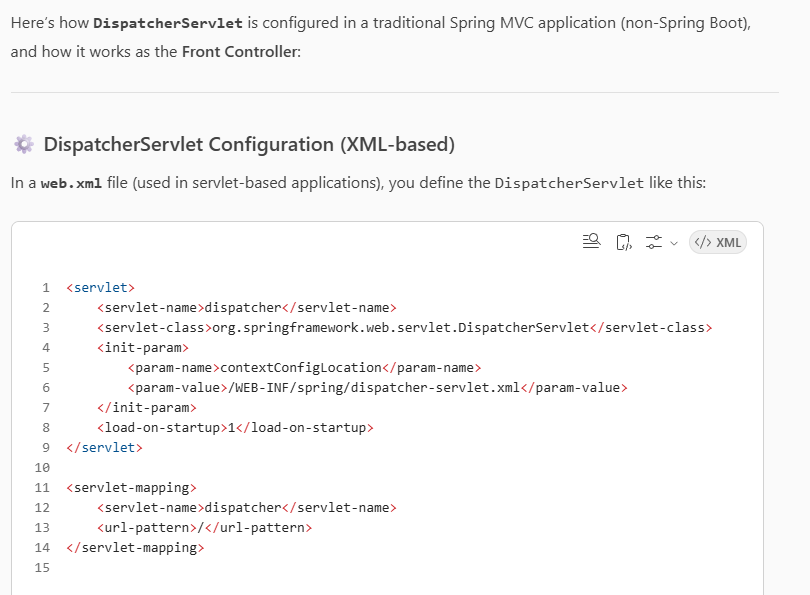 Here's how DispatcherServlet is configured in a traditional Spring MVC application (non-Spring Boot),
and how it works as the Front Controller:
DispatcherServlet Configuration (XML-based)
In a web.xml file (used in servlet-based applications), you define the DispatcherServlet like this:
</> XML
1 <servlet>
2     <servlet-name>dispatcher</servlet-name>
3     <servlet-class>org.springframework.web.servlet.DispatcherServlet</servlet-class>
4     <init-param>
5         <param-name>contextConfigLocation</param-name>
6         <param-value>/WEB-INF/spring/dispatcher-servlet.xml</param-value>
7     </init-param>
8     <load-on-startup>1</load-on-startup>
9 </servlet>
10
11 <servlet-mapping>
12     <servlet-name>dispatcher</servlet-name>
13     <url-pattern>/</url-pattern>
14 </servlet-mapping>
15